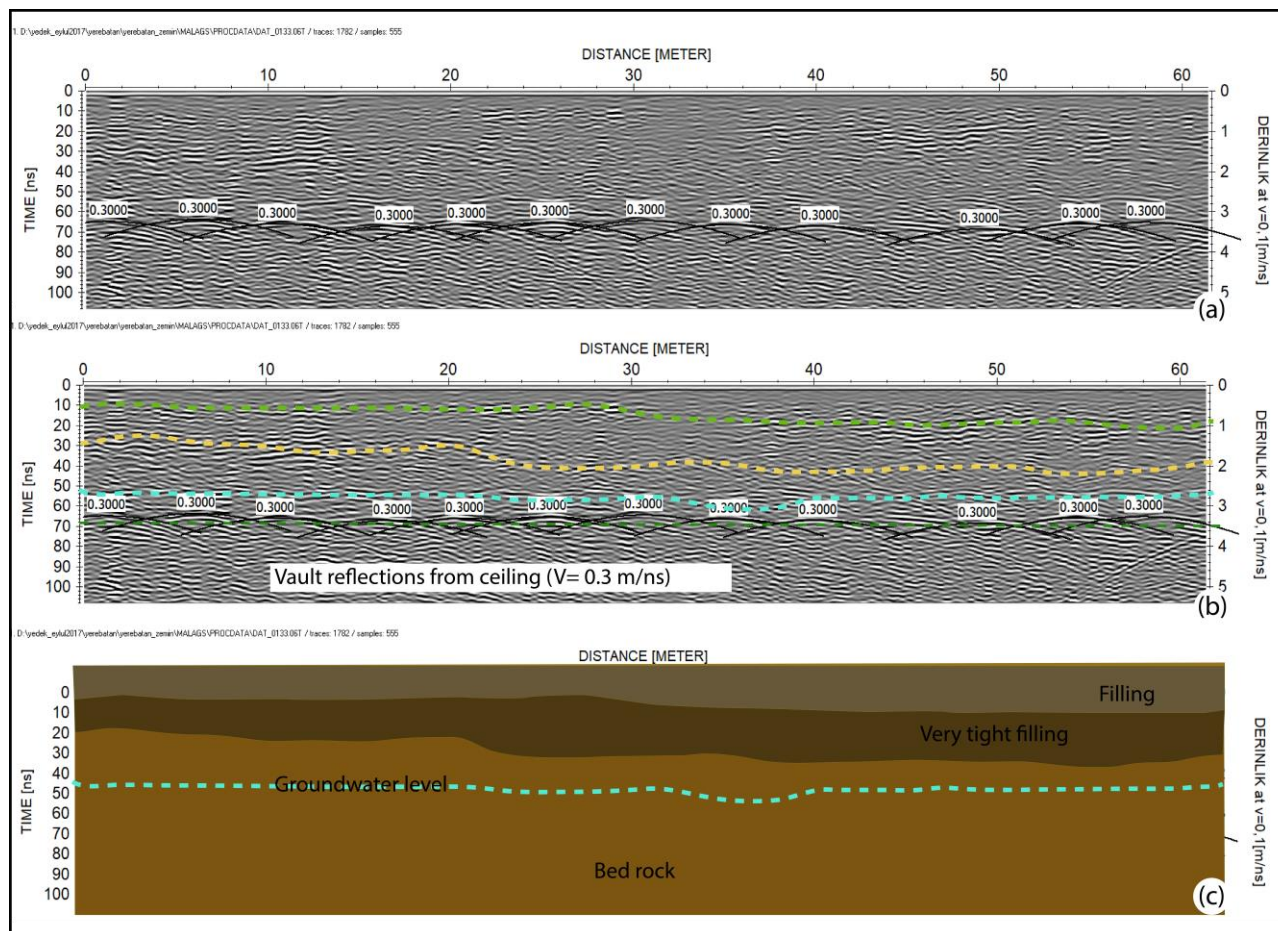 1. D:\yedek_eylul2017\yerebatan\yerebatan_zemin\MALAGS\PROCDATA\DAT_0133.06T / traces: 1782 / samples: 555
DISTANCE [METER]
0 10 20 30 40 50 60
TIME [ns]
0
10
20
30
40
50
60
70
80
90
100
0.3000 0.3000 0.3000 0.3000 0.3000 0.3000 0.3000 0.3000 0.3000 0.3000 0.3000 0.3000
0
1
2
3
4
5
DERINLIK at v=0,1[m/ns]
(a)
1. D:\yedek_eylul2017\yerebatan\yerebatan_zemin\MALAGS\PROCDATA\DAT_0133.06T / traces: 1782 / samples: 555
DISTANCE [METER]
0 10 20 30 40 50 60
TIME [ns]
0
10
20
30
40
50
60
70
80
90
100
0.3000 0.3000 0.3000 0.3000 0.3000 0.3000 0.3000 0.3000 0.3000 0.3000 0.3000 0.3000
Vault reflections from ceiling (V= 0.3 m/ns)
0
1
2
3
4
5
DERINLIK at v=0,1[m/ns]
(b)
1. D:\yedek_eylul2017\yerebatan\yerebatan_zemin\MALAGS\PROCDATA\DAT_0133.06T / traces: 1782 / samples: 555
DISTANCE [METER]
TIME [ns]
0
10
20
30
40
50
60
70
80
90
100
Filling
Very tight filling
Groundwater level
Bed rock
DERINLIK at v=0,1[m/ns]
(c)